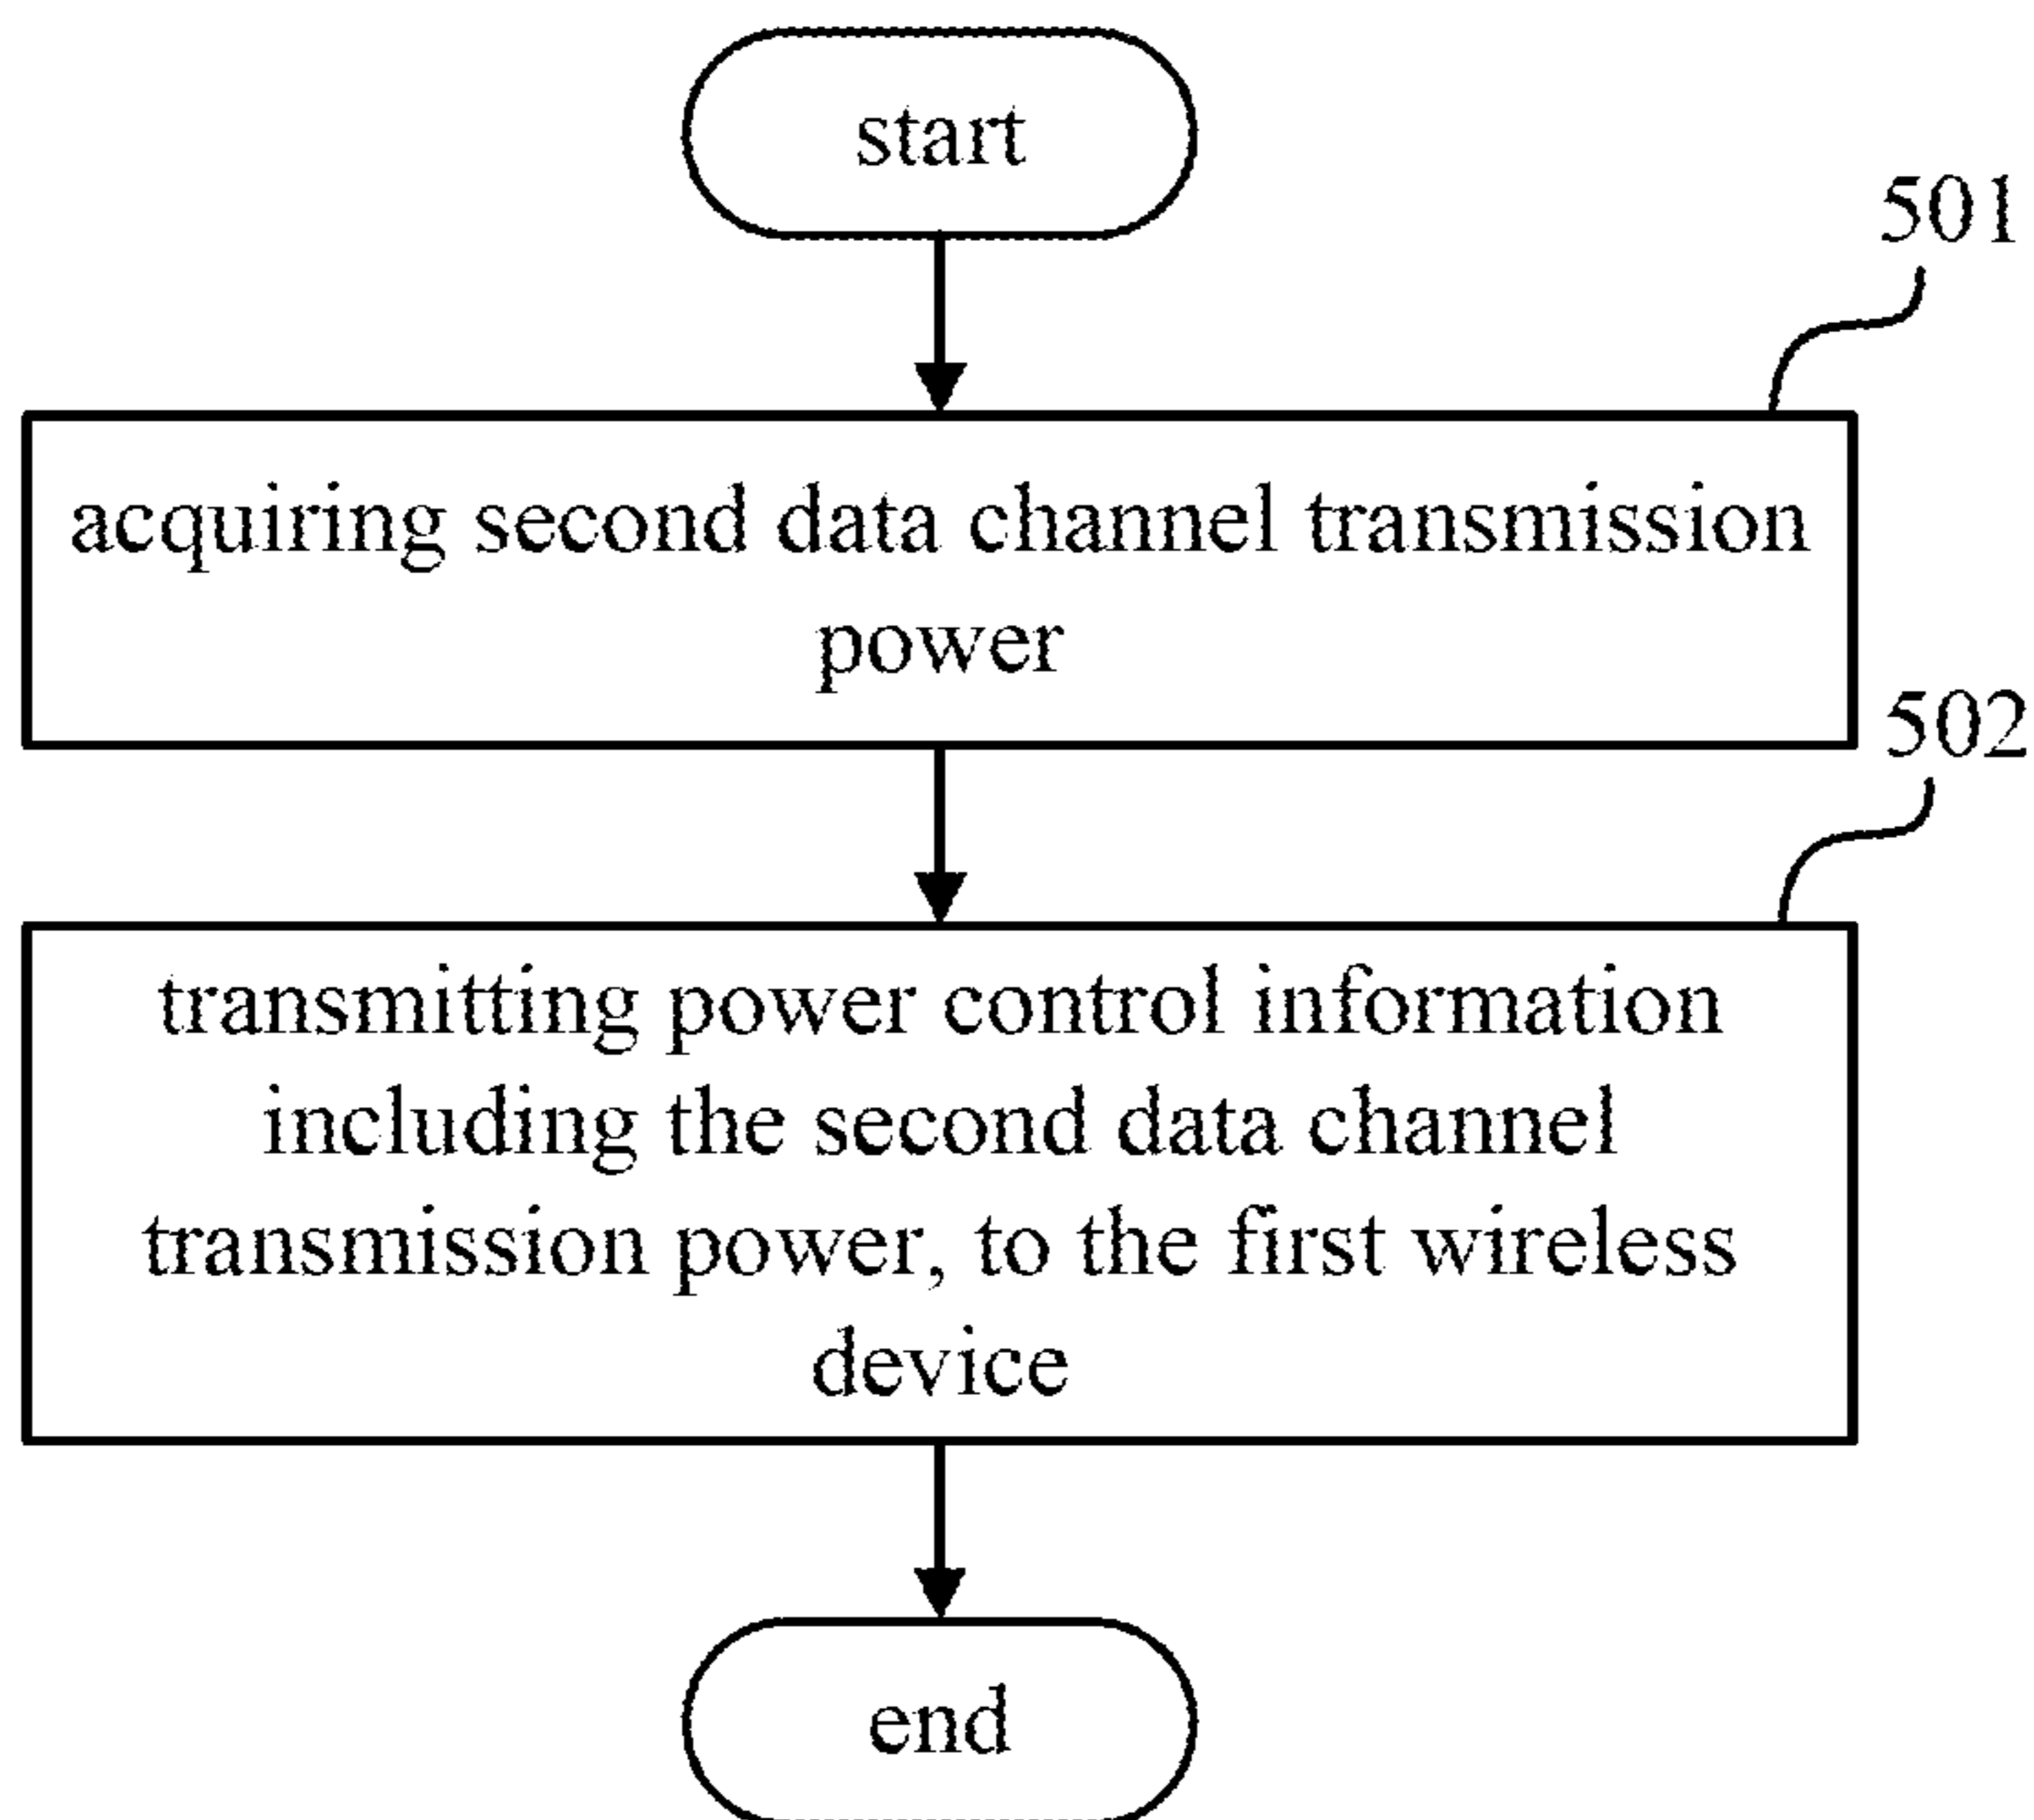 start
501
acquiring second data channel transmission
power
502
transmitting power control information
including the second data channel
transmission power, to the first wireless
device
end